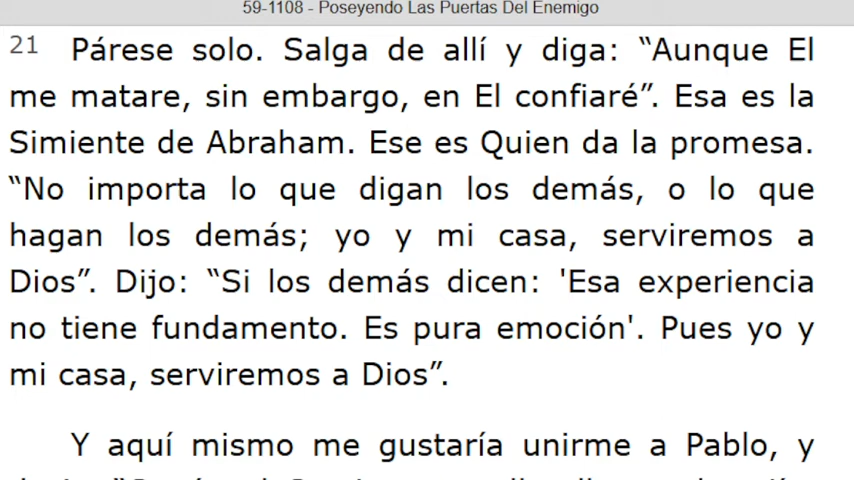 59-1108 - Poseyendo Las Puertas Del Enemigo
21 Párese solo. Salga de allí y diga: “Aunque El
me matare, sin embargo, en El confiaré”. Esa es la
Simiente de Abraham. Ese es Quien da la promesa.
“No importa lo que digan los demás, o lo que
hagan los demás; yo y mi casa, serviremos a
Dios”. Dijo: “Si los demás dicen: 'Esa experiencia
no tiene fundamento. Es pura emoción'. Pues yo y
mi casa, serviremos a Dios”.
Y aquí mismo me gustaría unirme a Pablo, y